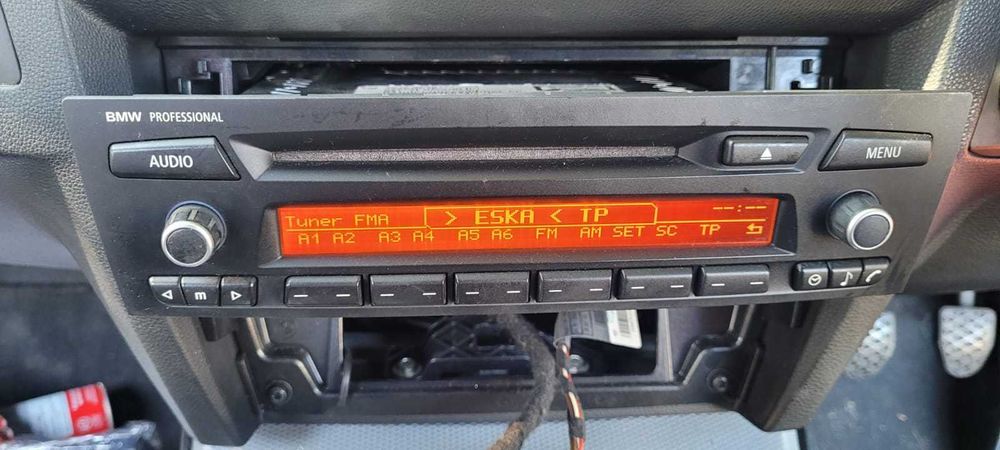 BMW PROFESSIONAL
AUDIO
MENU
Tuner FMA > ESKA < TP --:--
A1 A2 A3 A4 A5 A6 FM AM SET SC TP
m